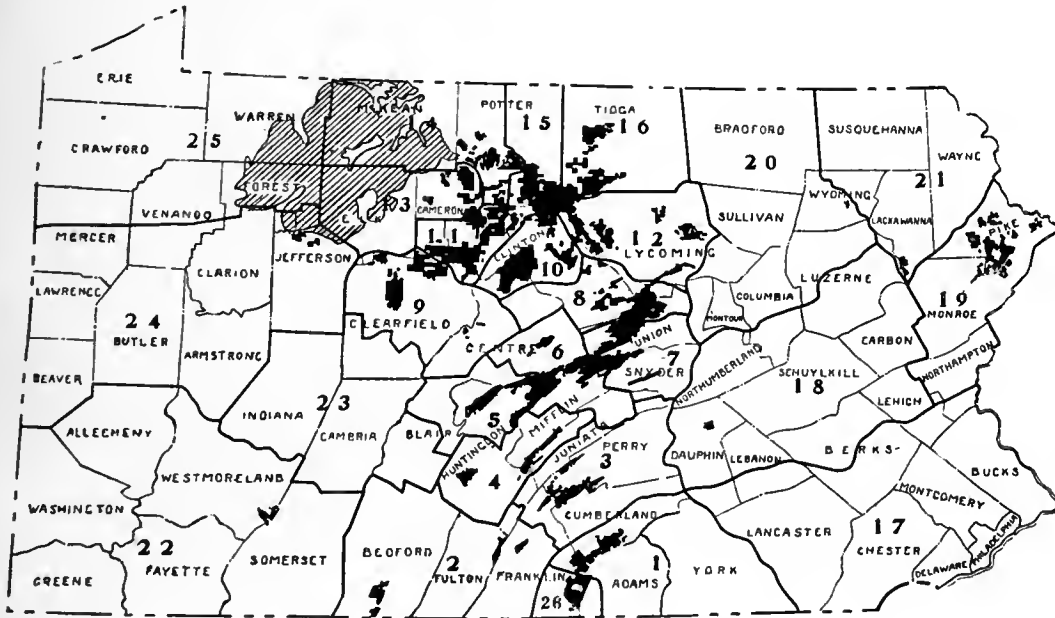 ERIE
CRAWFORD
25
WARREN
McKEAN
14
POTTER
15
TIOGA
16
BRADFORD
20
SUSQUEHANNA
WAYNE
21
WYOMING
LACKAWANNA
PIKE
19
MONROE
FOREST
ELK
13
CAMERON
11
VENANGO
MERCER
CLARION
JEFFERSON
CLINTON
10
12
LYCOMING
SULLIVAN
LUZERNE
COLUMBIA
MONTOUR
LAWRENCE
24
BUTLER
ARMSTRONG
9
CLEARFIELD
8
CENTRE
6
UNION
7
SNYDER
NORTHUMBERLAND
CARBON
SCHUYLKILL
18
NORTHAMPTON
LEHIGH
BEAVER
ALLEGHENY
INDIANA
23
CAMBRIA
BLAIR
5
HUNTINGDON
4
MIFFLIN
JUNIATA
PERRY
3
DAUPHIN
LEBANON
BERKS
BUCKS
MONTGOMERY
PHILADELPHIA
WASHINGTON
WESTMORELAND
22
GREENE
FAYETTE
SOMERSET
BEDFORD
2
FULTON
FRANKLIN
26
CUMBERLAND
1
ADAMS
YORK
LANCASTER
17
CHESTER
DELAWARE